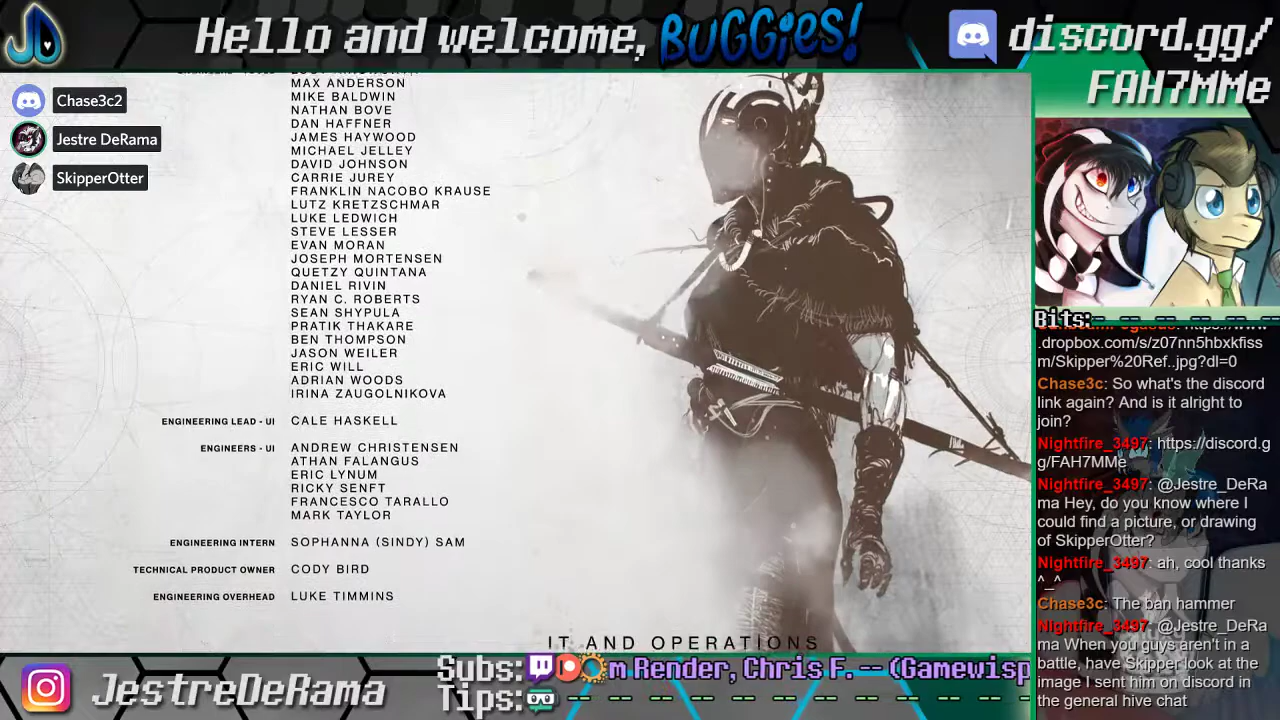 Hello and welcome, BUGGIES!
discord.gg/
FAH7MMe
Chase3c2
Jestre DeRama
SkipperOtter
MAX ANDERSON
MIKE BALDWIN
NATHAN BOVE
DAN HAFFNER
JAMES HAYWOOD
MICHAEL JELLEY
DAVID JOHNSON
CARRIE JUREY
FRANKLIN NACOBO KRAUSE
LUTZ KRETZSCHMAR
LUKE LEDWICH
STEVE LESSER
EVAN MORAN
JOSEPH MORTENSEN
QUETZY QUINTANA
DANIEL RIVIN
RYAN C. ROBERTS
SEAN SHYPULA
PRATIK THAKARE
BEN THOMPSON
JASON WEILER
ERIC WILL
ADRIAN WOODS
IRINA ZAUGOLNIKOVA
ENGINEERING LEAD - UI CALE HASKELL
ENGINEERS - UI ANDREW CHRISTENSEN
ATHAN FALANGUS
ERIC LYNUM
RICKY SENFT
FRANCESCO TARALLO
MARK TAYLOR
ENGINEERING INTERN SOPHANNA (SINDY) SAM
TECHNICAL PRODUCT OWNER CODY BIRD
ENGINEERING OVERHEAD LUKE TIMMINS
IT AND OPERATIONS
Bits:-- -- -- -- --
https://www
.dropbox.com/s/z07nn5hbxkfiss
m/Skipper%20Ref..jpg?dl=0
Chase3c: So what's the discord
link again? And is it alright to
join?
Nightfire_3497: https://discord.g
g/FAH7MMe
Nightfire_3497: @Jestre_DeRa
ma Hey, do you know where I
could find a picture, or drawing
of SkipperOtter?
Nightfire_3497: ah, cool thanks
^_^
Chase3c: The ban hammer
Nightfire_3497: @Jestre_DeRa
ma When you guys aren't in a
battle, have Skipper look at the
image I sent him on discord in
the general hive chat
JestreDeRama
Subs: m Render, Chris F. -- (Gamewisp
Tips: -- -- -- -- -- -- -- -- -- --